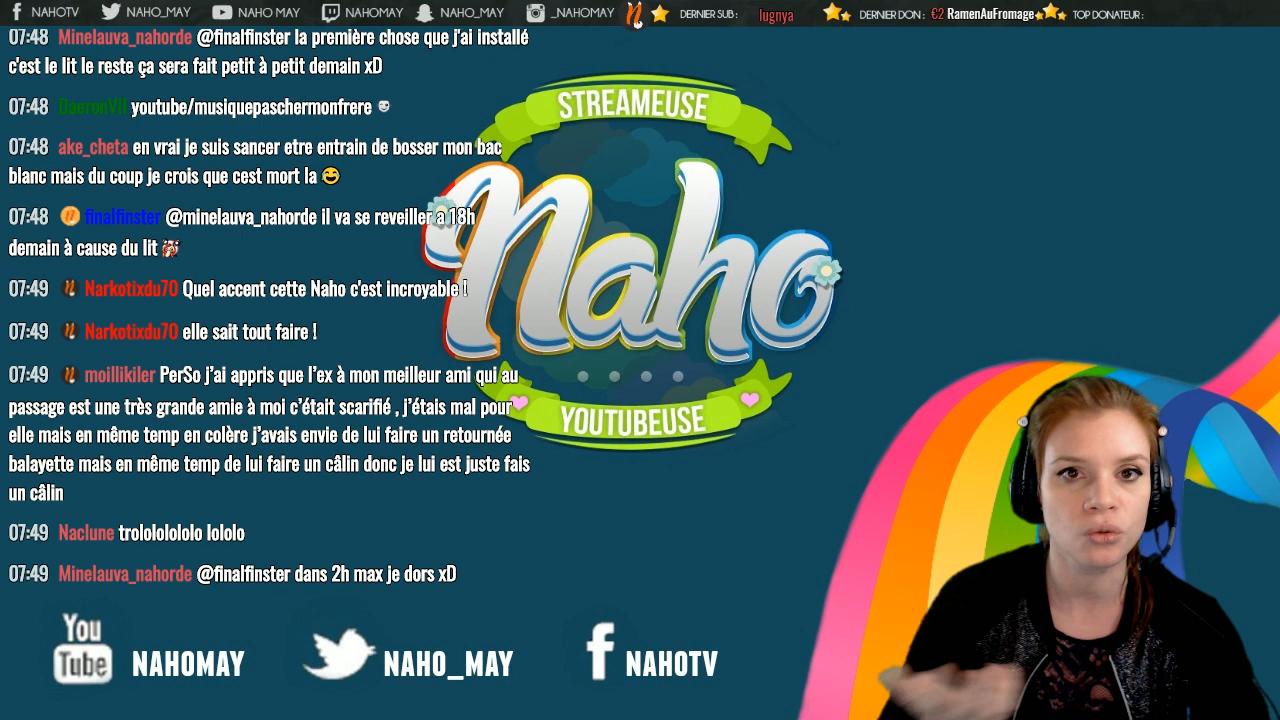 NAHOTV NAHO_MAY NAHO MAY NAHOMAY NAHO_MAY _NAHOMAY DERNIER SUB : lugnya DERNIER DON : €2 RamenAuFromage TOP DONATEUR :
07:48 Minelauva_nahorde @finalfinster la première chose que j'ai installé
c'est le lit le reste ça sera fait petit à petit demain xD
07:48 DaeronVII youtube/musiquepaschermonfrere
07:48 ake_cheta en vrai je suis sancer etre entrain de bosser mon bac
blanc mais du coup je crois que cest mort la
07:48 finalfinster @minelauva_nahorde il va se reveiller a 18h
demain à cause du lit
07:49 Narkotixdu70 Quel accent cette Naho c'est incroyable !
07:49 Narkotixdu70 elle sait tout faire !
07:49 moillikiler PerSo j’ai appris que l’ex à mon meilleur ami qui au
passage est une très grande amie à moi c’était scarifié , j’étais mal pour
elle mais en même temp en colère j’avais envie de lui faire un retournée
balayette mais en même temp de lui faire un câlin donc je lui est juste fais
un câlin
07:49 Naclune trololololololo lololo
07:49 Minelauva_nahorde @finalfinster dans 2h max je dors xD
STREAMEUSE
Naho
YOUTUBEUSE
You
Tube NAHOMAY NAHO_MAY NAHOTV